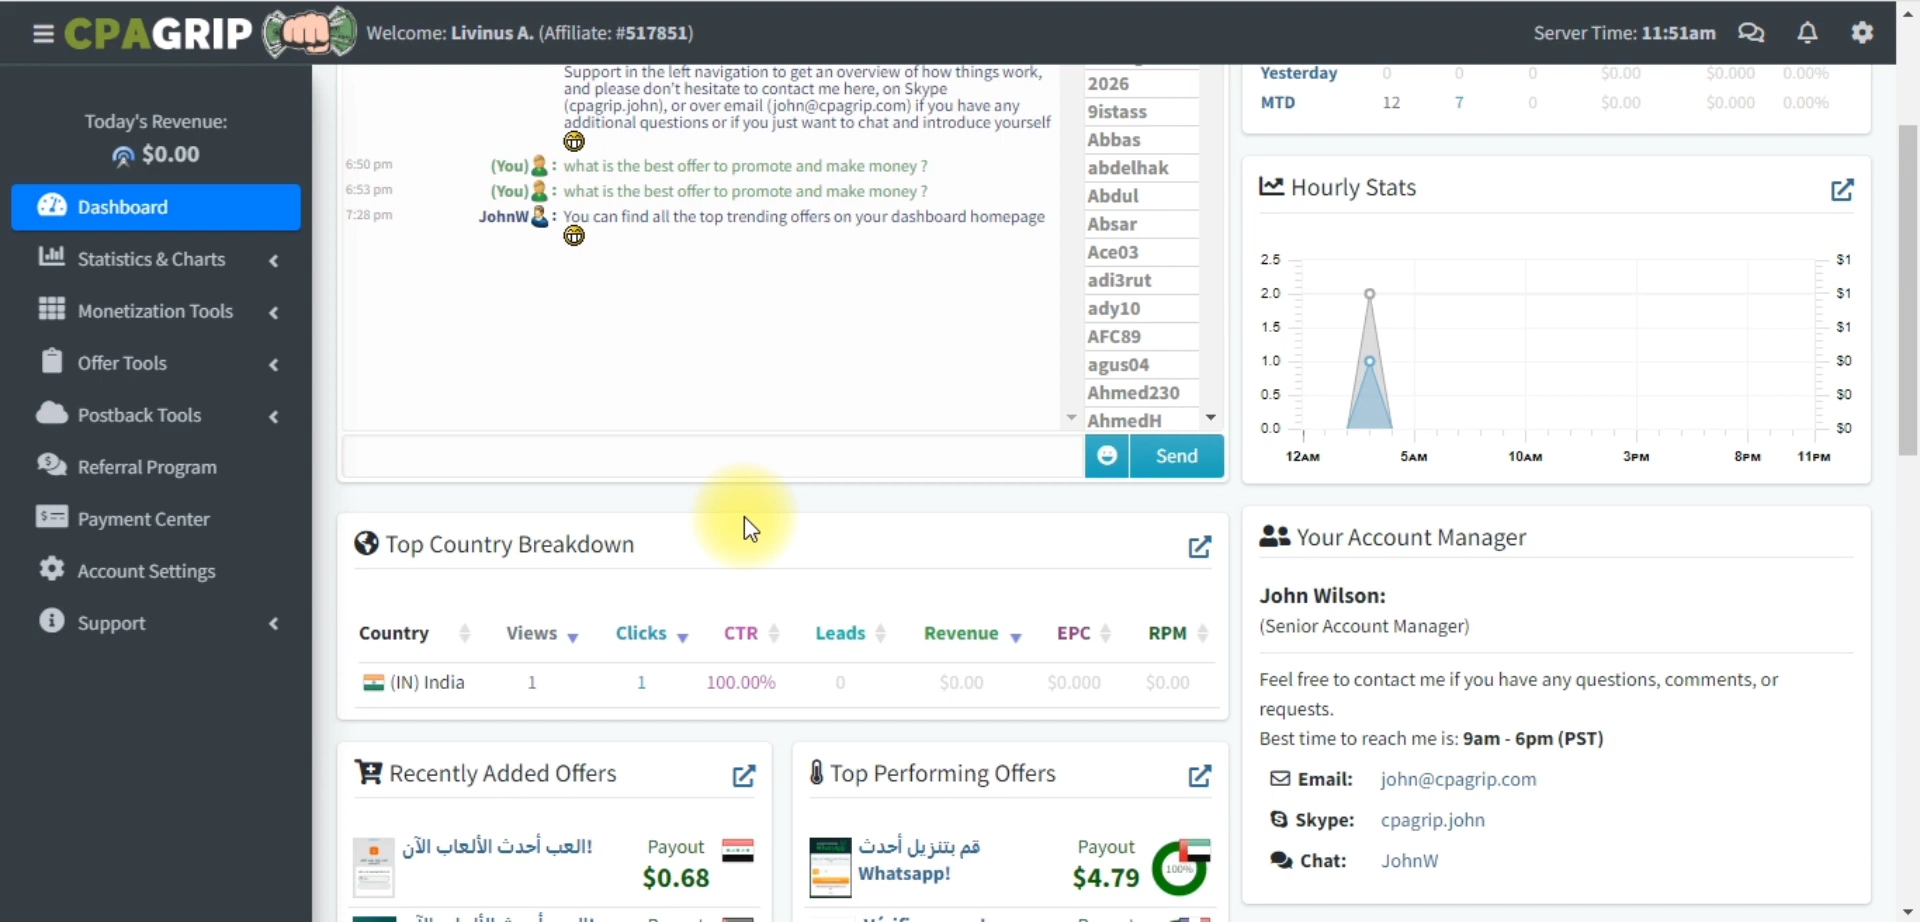 CPAGRIP
Welcome: Livinus A. (Affiliate: #517851)
Server Time: 11:51am
Today's Revenue:
$0.00
Dashboard
Statistics & Charts
Monetization Tools
Offer Tools
Postback Tools
Referral Program
Payment Center
Account Settings
Support
Support in the left navigation to get an overview of how things work,
and please don't hesitate to contact me here, on Skype
(cpagrip.john), or over email (john@cpagrip.com) if you have any
additional questions or if you just want to chat and introduce yourself
6:50 pm (You) : what is the best offer to promote and make money ?
6:53 pm (You) : what is the best offer to promote and make money ?
7:28 pm JohnW : You can find all the top trending offers on your dashboard homepage
2026
9istass
Abbas
abdelhak
Abdul
Absar
Ace03
adi3rut
ady10
AFC89
agus04
Ahmed230
AhmedH
Send
Yesterday 0 0 0 $0.00 $0.000 0.00%
MTD 12 7 0 $0.00 $0.000 0.00%
Hourly Stats
2.5 $1
2.0 $1
1.5 $1
1.0 $0
0.5 $0
0.0 $0
12AM 5AM 10AM 3PM 8PM 11PM
Top Country Breakdown
Country Views Clicks CTR Leads Revenue EPC RPM
(IN) India 1 1 100.00% 0 $0.00 $0.000 $0.00
Your Account Manager
John Wilson:
(Senior Account Manager)
Feel free to contact me if you have any questions, comments, or
requests.
Best time to reach me is: 9am - 6pm (PST)
Email: john@cpagrip.com
Skype: cpagrip.john
Chat: JohnW
Recently Added Offers
العب أحدث الألعاب الآن!
Payout
$0.68
Top Performing Offers
قم بتنزيل أحدث
Whatsapp!
Payout
$4.79
100%